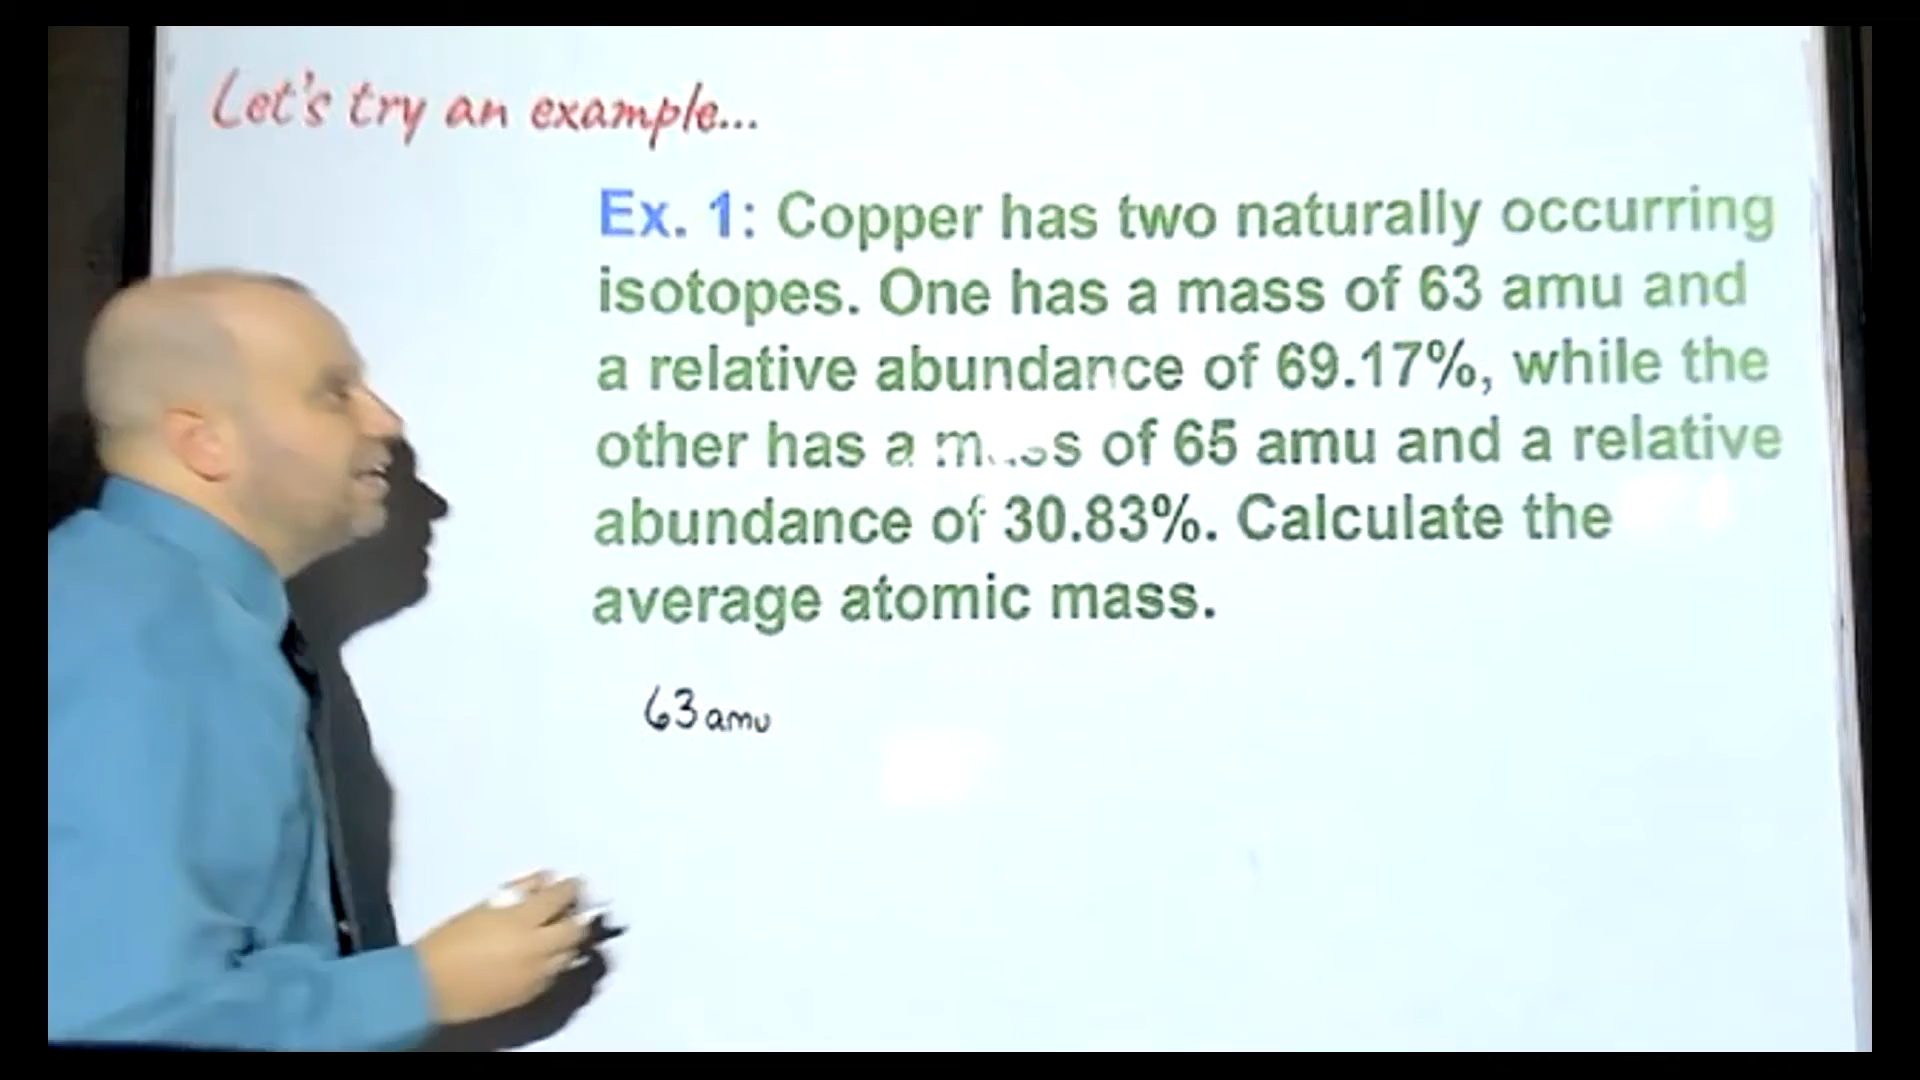 Let's try an example...
Ex. 1: Copper has two naturally occurring
isotopes. One has a mass of 63 amu and
a relative abundance of 69.17%, while the
other has a mass of 65 amu and a relative
abundance of 30.83%. Calculate the
average atomic mass.
63 amu